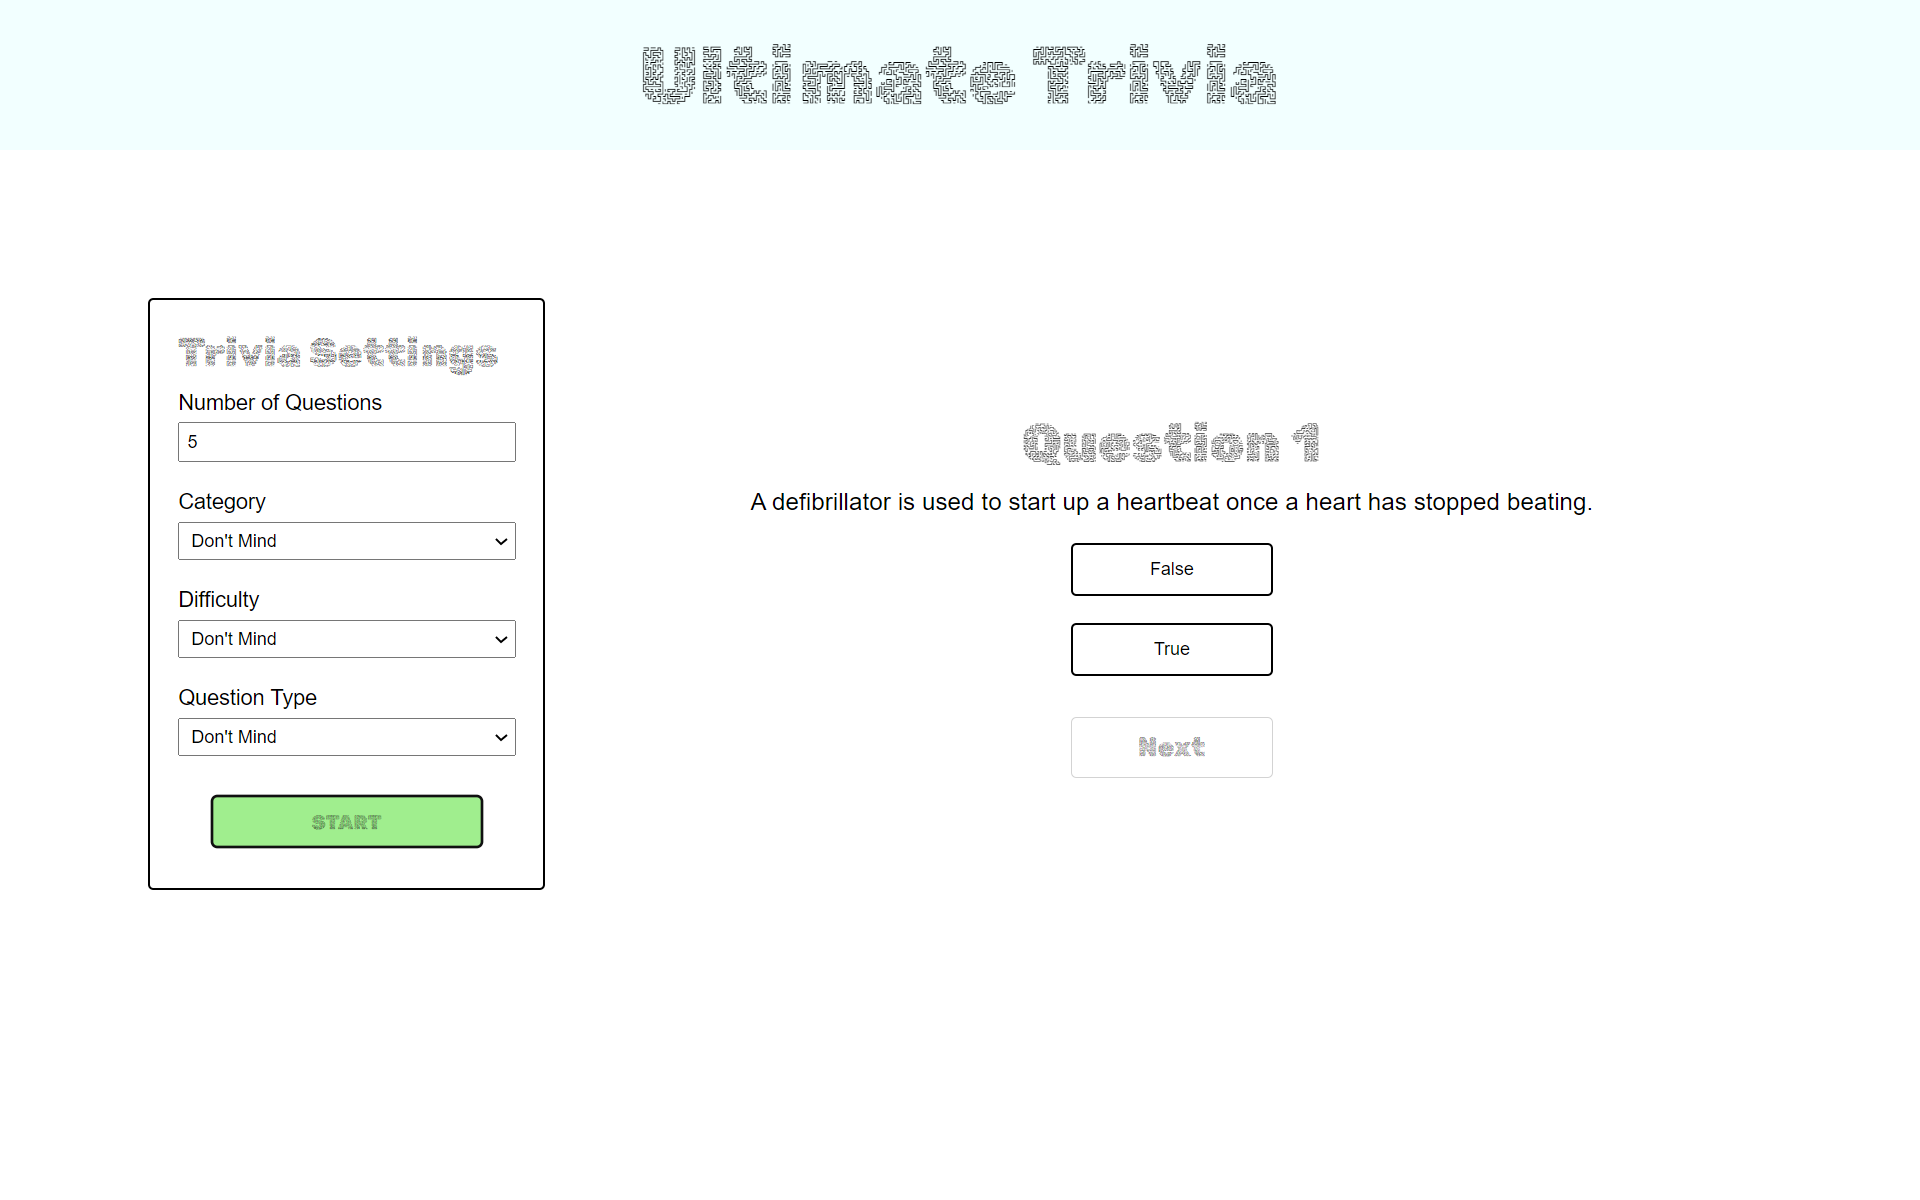 Ultimate Trivia
Trivia Settings
Number of Questions
5
Category
Don't Mind
Difficulty
Don't Mind
Question Type
Don't Mind
START
Question 1
A defibrillator is used to start up a heartbeat once a heart has stopped beating.
False
True
Next